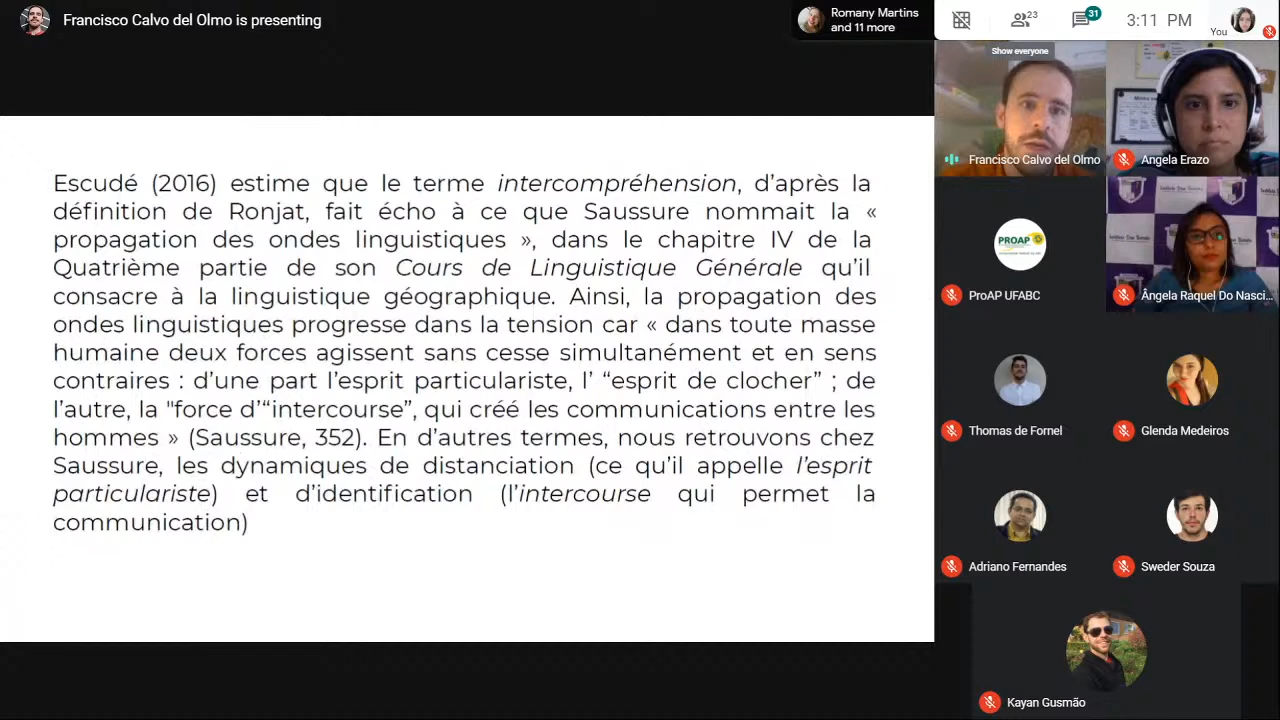 Francisco Calvo del Olmo is presenting
Romany Martins
and 11 more
23
31
3:11 PM
You
Show everyone
Escudé (2016) estime que le terme intercompréhension, d’après la
définition de Ronjat, fait écho à ce que Saussure nommait la «
propagation des ondes linguistiques », dans le chapitre IV de la
Quatrième partie de son Cours de Linguistique Générale qu’il
consacre à la linguistique géographique. Ainsi, la propagation des
ondes linguistiques progresse dans la tension car « dans toute masse
humaine deux forces agissent sans cesse simultanément et en sens
contraires : d’une part l’esprit particulariste, l’ “esprit de clocher” ; de
l’autre, la "force d’“intercourse”, qui créé les communications entre les
hommes » (Saussure, 352). En d’autres termes, nous retrouvons chez
Saussure, les dynamiques de distanciation (ce qu’il appelle l’esprit
particulariste) et d’identification (l’intercourse qui permet la
communication)
Francisco Calvo del Olmo
Angela Erazo
PROAP
ProAP UFABC
Ângela Raquel Do Nasci...
Thomas de Fornel
Glenda Medeiros
Adriano Fernandes
Sweder Souza
Kayan Gusmão